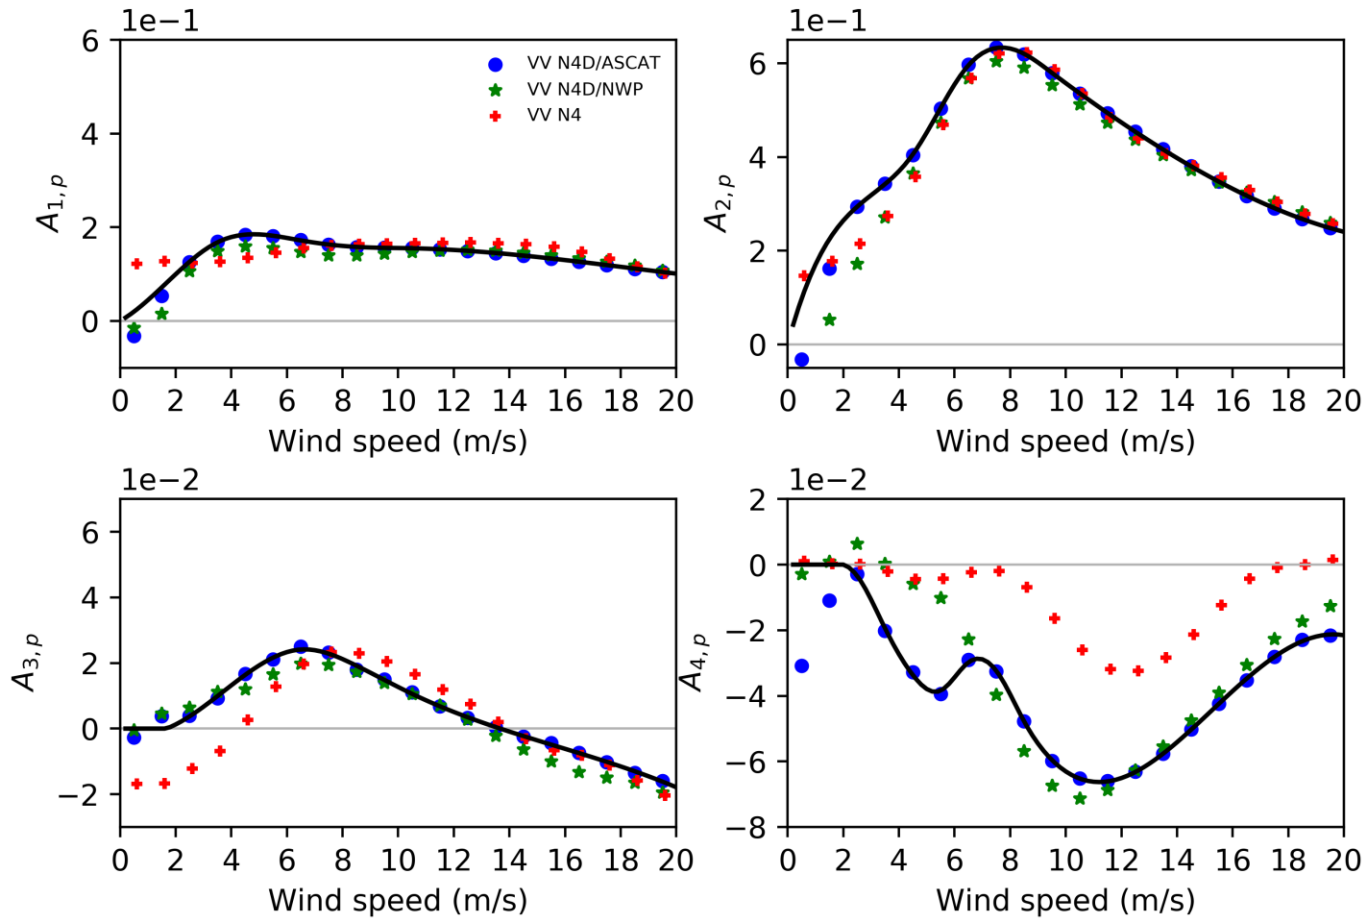 1e−1
6
4
2
0
A1,p
VV N4D/ASCAT
VV N4D/NWP
VV N4
0 2 4 6 8 10 12 14 16 18 20
Wind speed (m/s)
1e−1
6
4
2
0
A2,p
0 2 4 6 8 10 12 14 16 18 20
Wind speed (m/s)
1e−2
6
4
2
0
−2
A3,p
0 2 4 6 8 10 12 14 16 18 20
Wind speed (m/s)
1e−2
2
0
−2
−4
−6
−8
A4,p
0 2 4 6 8 10 12 14 16 18 20
Wind speed (m/s)